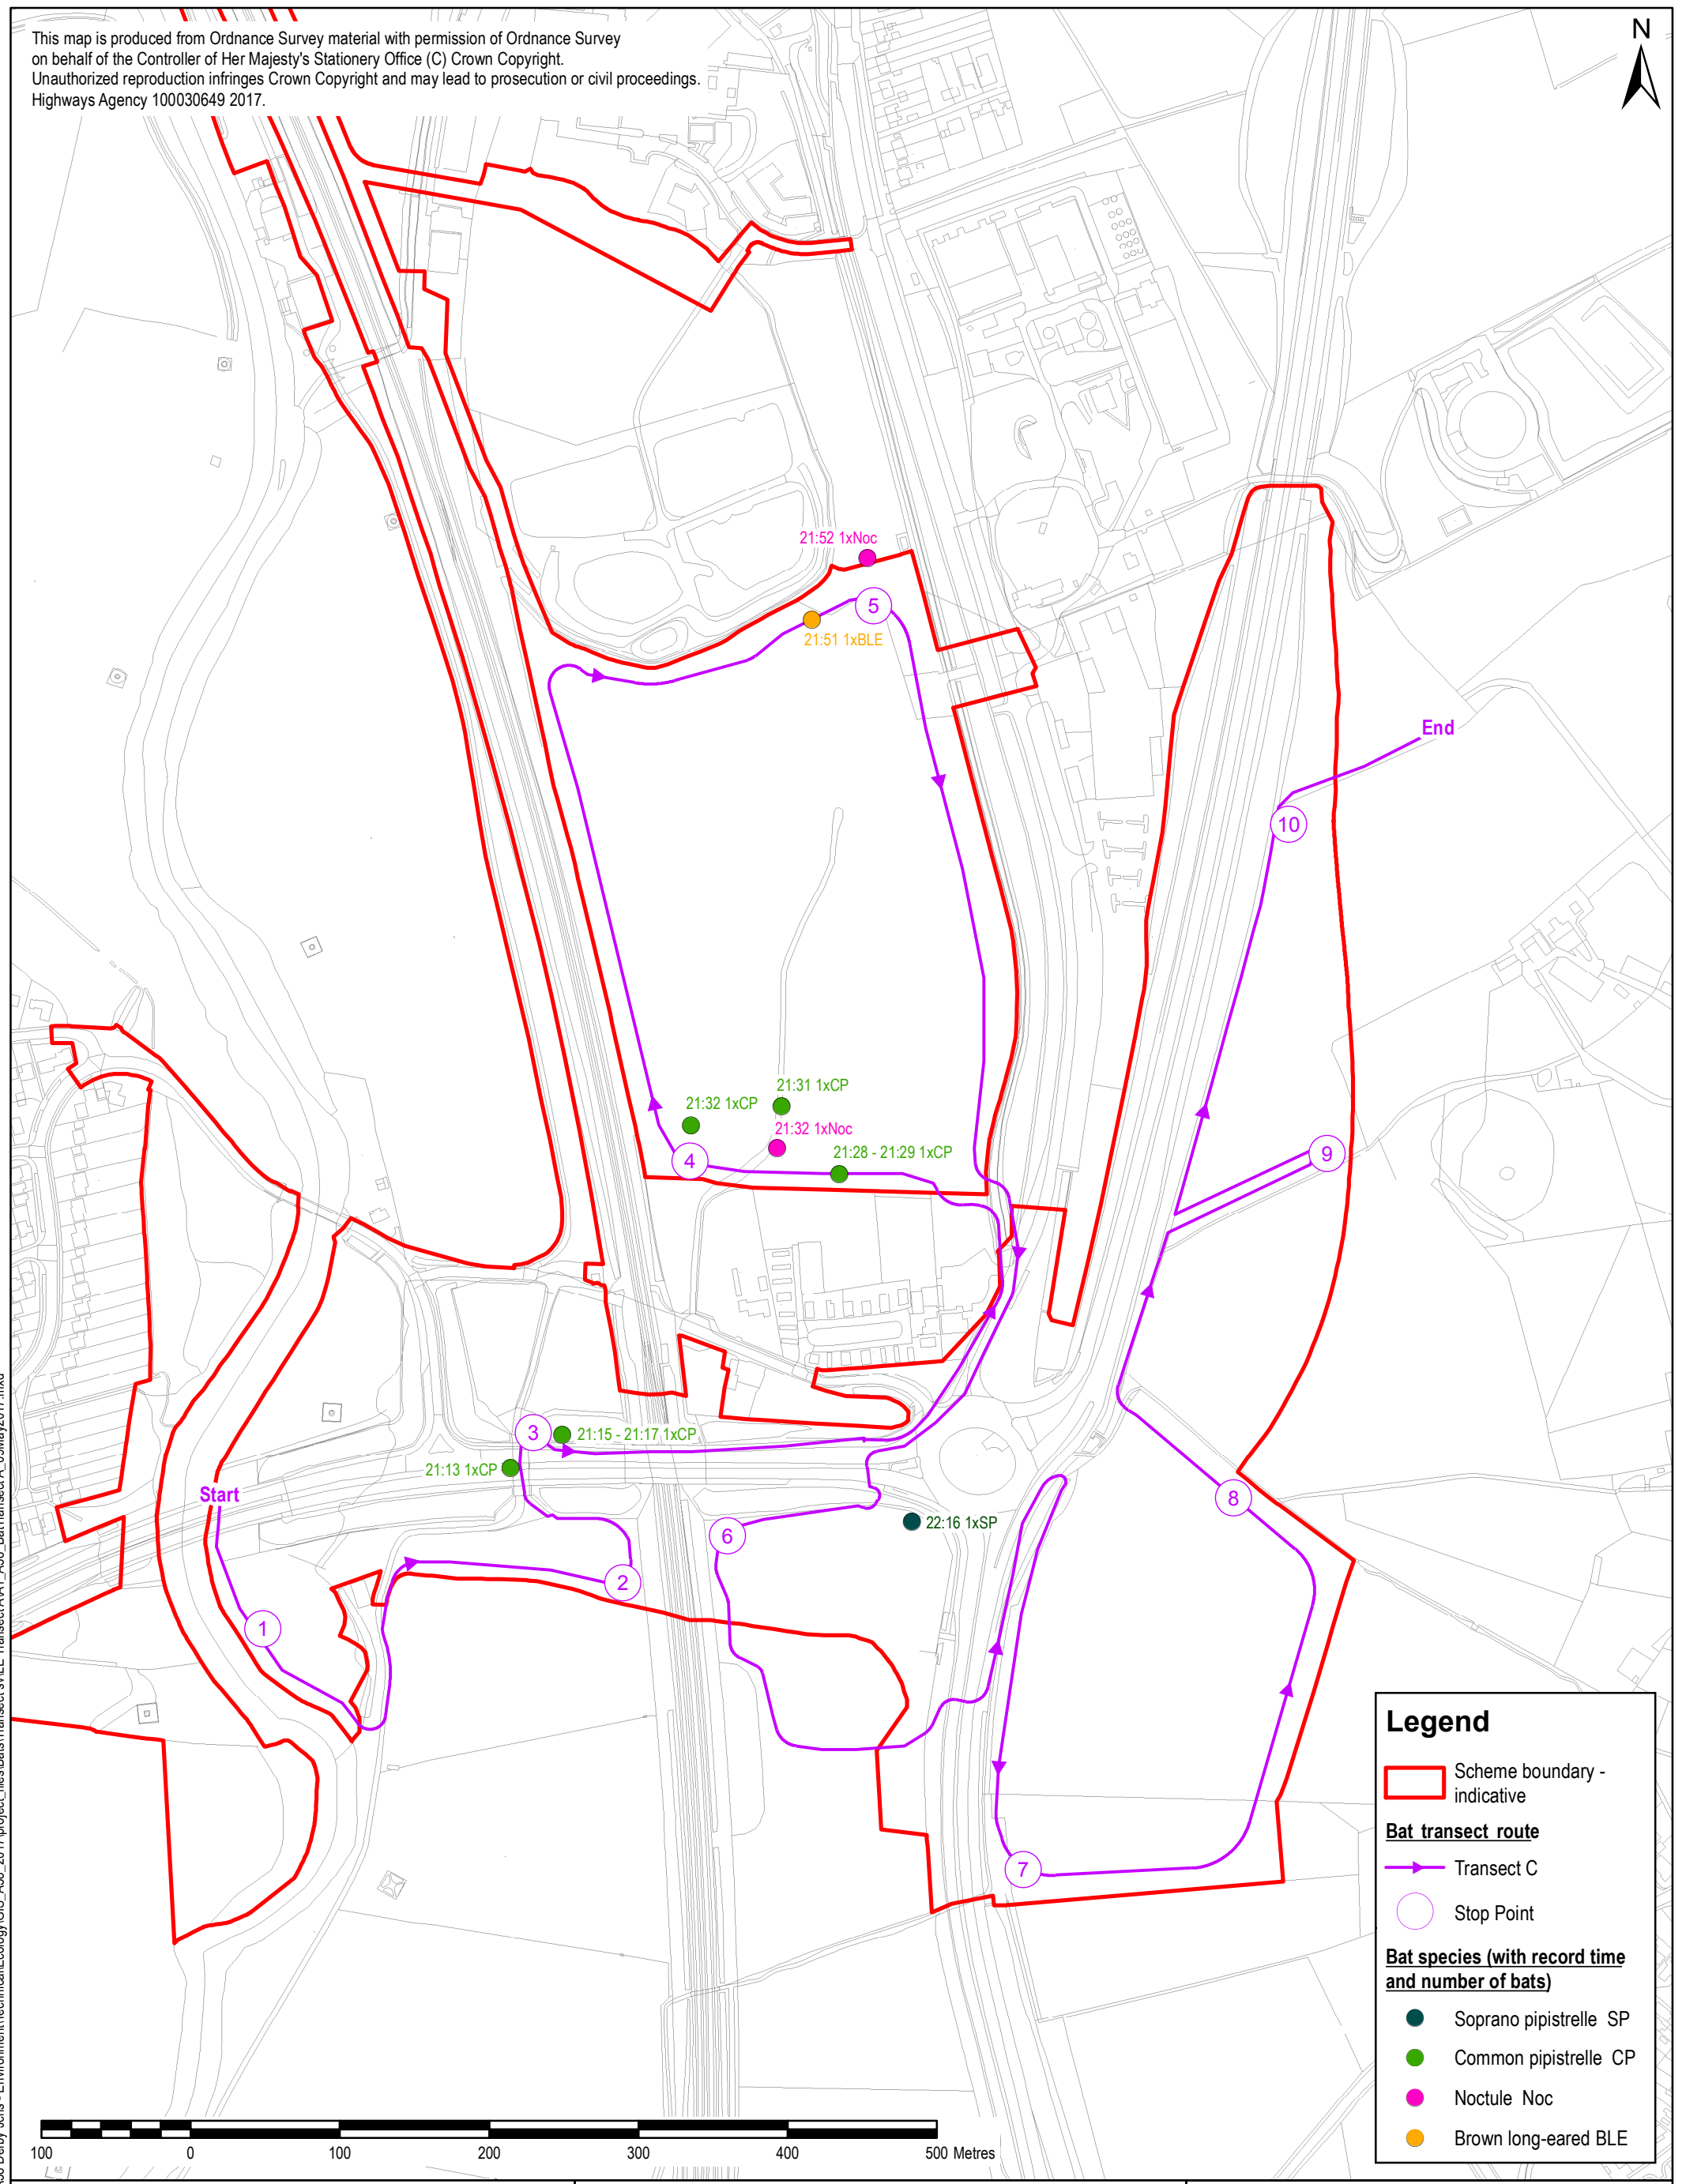 This map is produced from Ordnance Survey material with permission of Ordnance Survey
on behalf of the Controller of Her Majesty's Stationery Office (C) Crown Copyright.
Unauthorized reproduction infringes Crown Copyright and may lead to prosecution or civil proceedings.
Highways Agency 100030649 2017.
N
21:52 1xNoc
5
21:51 1xBLE
End
10
21:31 1xCP
21:32 1xCP
21:32 1xNoc
21:28 - 21:29 1xCP
4
9
3
21:15 - 21:17 1xCP
21:13 1xCP
Start
8
22:16 1xSP
6
2
1
7
Legend
Scheme boundary -
indicative
Bat transect route
Transect C
Stop Point
Bat species (with record time
and number of bats)
Soprano pipistrelle SP
Common pipistrelle CP
Noctule Noc
Brown long-eared BLE
100 0 100 200 300 400 500 Metres